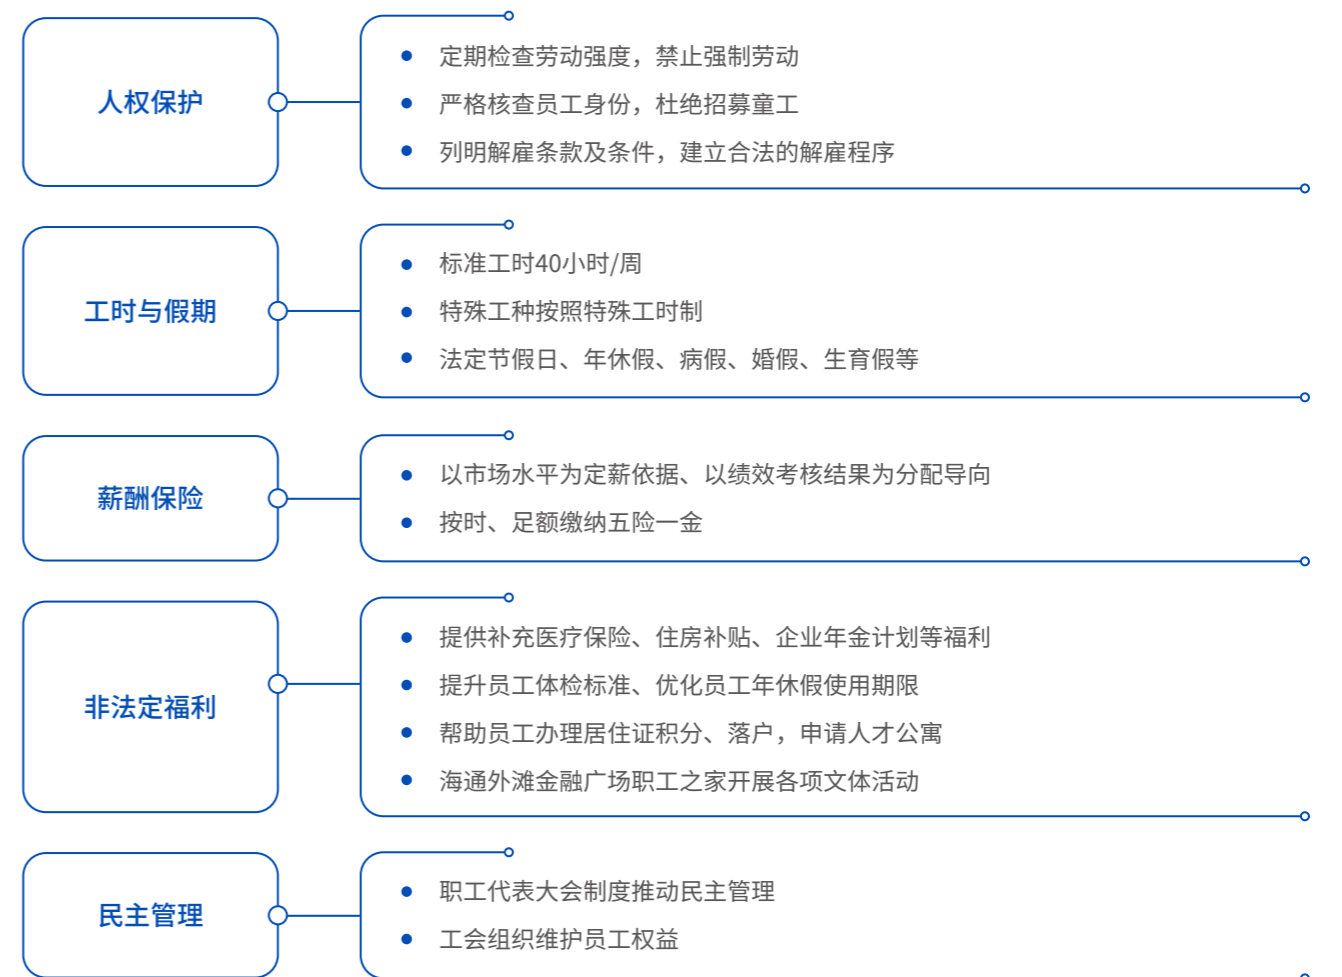 人权保护
定期检查劳动强度，禁止强制劳动
严格核查员工身份，杜绝招募童工
列明解雇条款及条件，建立合法的解雇程序
工时与假期
标准工时40小时/周
特殊工种按照特殊工时制
法定节假日、年休假、病假、婚假、生育假等
薪酬保险
以市场水平为定薪依据、以绩效考核结果为分配导向
按时、足额缴纳五险一金
非法定福利
提供补充医疗保险、住房补贴、企业年金计划等福利
提升员工体检标准、优化员工年休假使用期限
帮助员工办理居住证积分、落户，申请人才公寓
海通外滩金融广场职工之家开展各项文体活动
民主管理
职工代表大会制度推动民主管理
工会组织维护员工权益